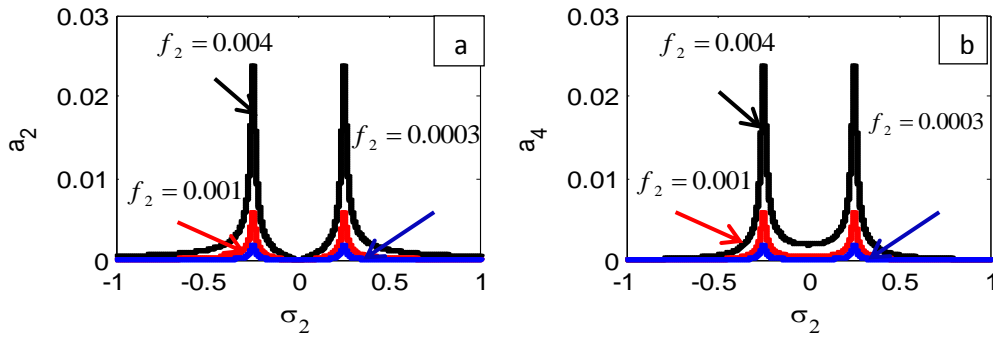 0.03
a
f₂ = 0.004
0.02
a₂
f₂ = 0.0003
0.01
f₂ = 0.001
0
-1 -0.5 0 0.5 1
σ₂
0.03
b
f₂ = 0.004
0.02
a₄
f₂ = 0.0003
0.01
f₂ = 0.001
0
-1 -0.5 0 0.5 1
σ₂